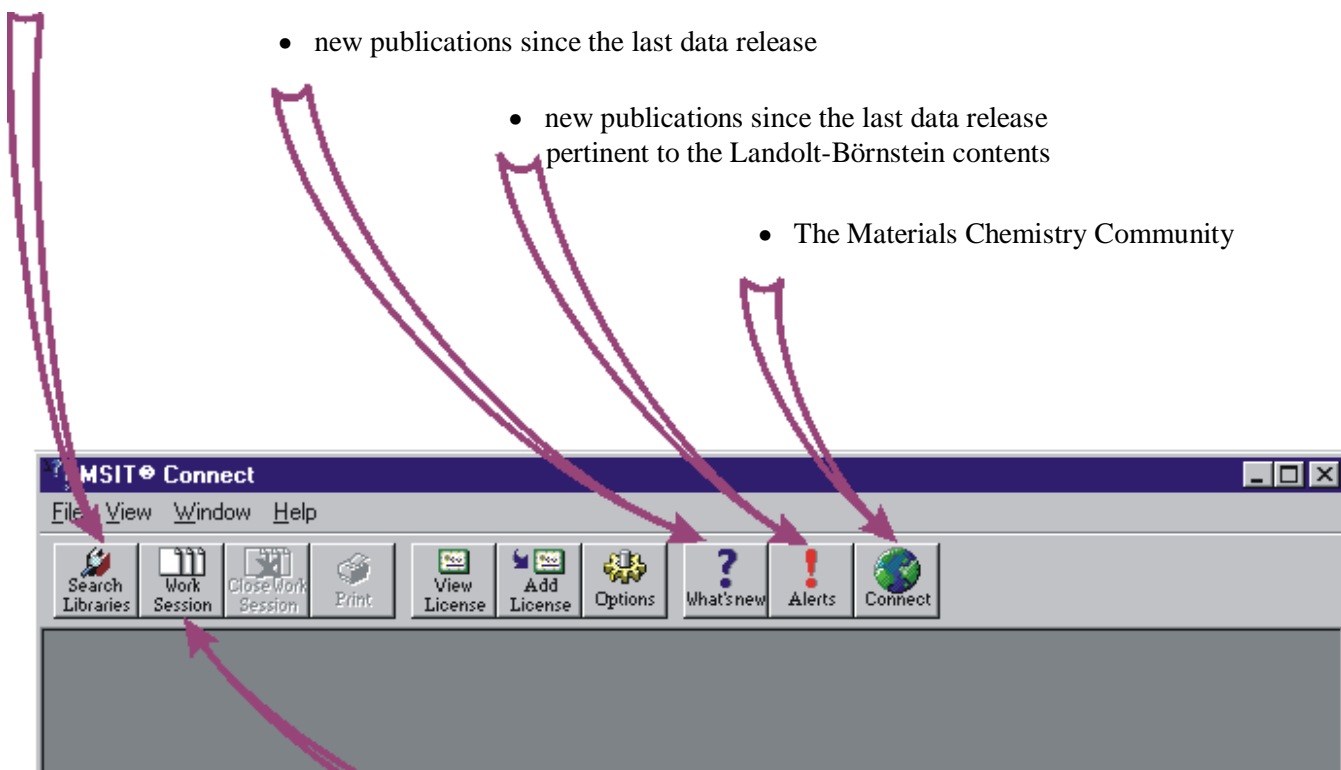 • new publications since the last data release
• new publications since the last data release
pertinent to the Landolt-Börnstein contents
• The Materials Chemistry Community
MSIT® Connect
File View Window Help
Search Libraries
Work Session
Close Work Session
Print
View License
Add License
Options
What's new
Alerts
Connect